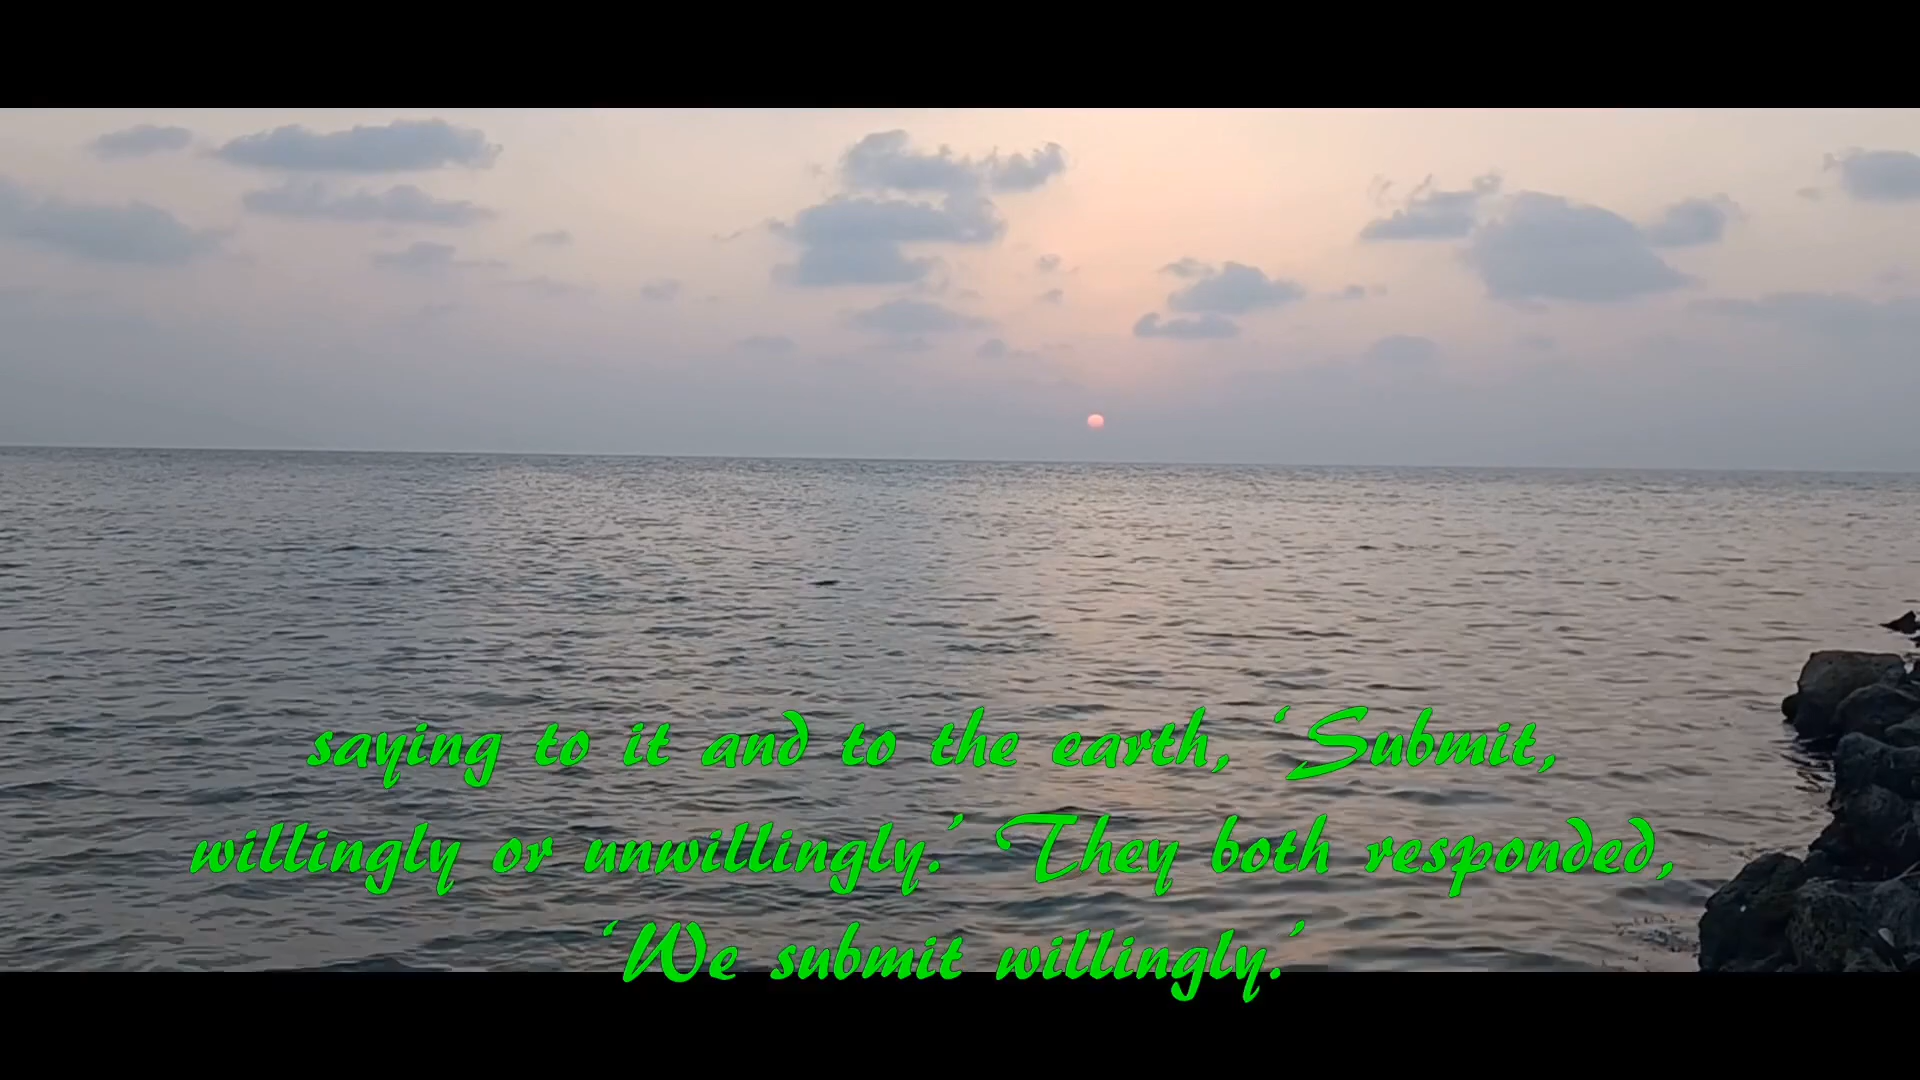 saying to it and to the earth, ‘Submit,
willingly or unwillingly.’ They both responded,
‘We submit willingly.’